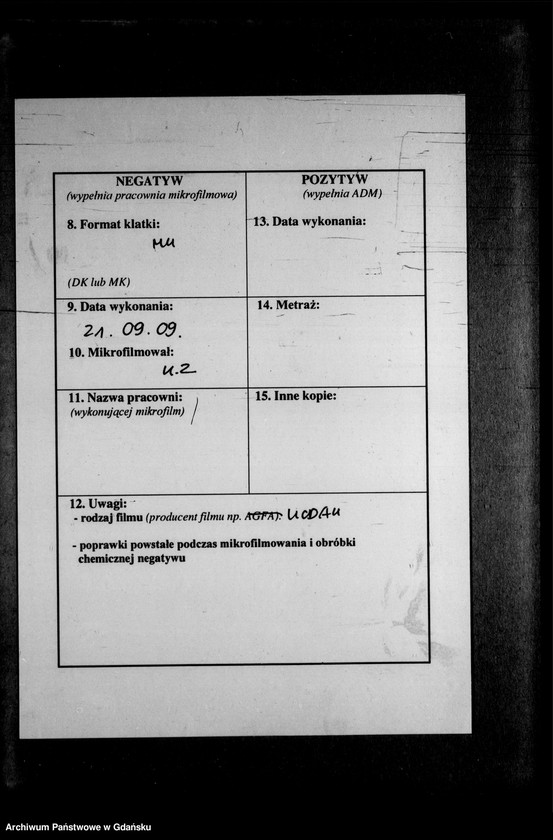 NEGATYW
(wypełnia pracownia mikrofilmowa)
8. Format klatki:
MK
(DK lub MK)
9. Data wykonania:
21. 09. 09.
10. Mikrofilmował:
K.Z
11. Nazwa pracowni:
(wykonującej mikrofilm)
POZYTYW
(wypełnia ADM)
13. Data wykonania:
14. Metraż:
15. Inne kopie:
12. Uwagi:
- rodzaj filmu (producent filmu np. AGFA): KODAK
- poprawki powstałe podczas mikrofilmowania i obróbki
chemicznej negatywu
Archiwum Państwowe w Gdańsku